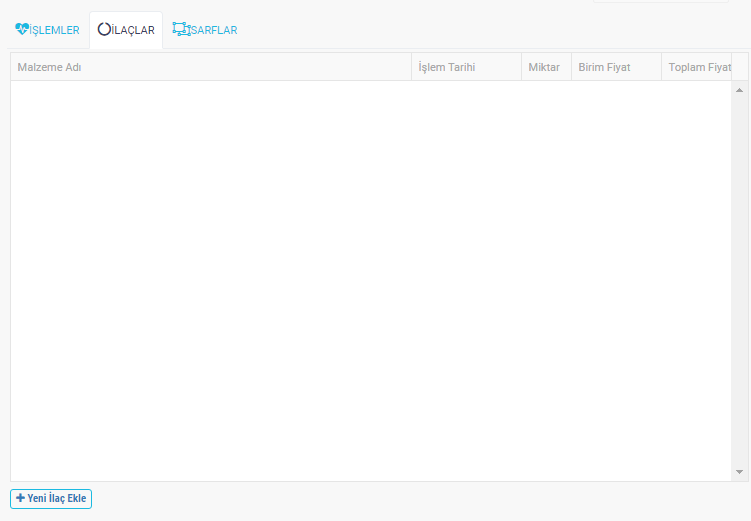 İŞLEMLER İLAÇLAR SARFLAR
Malzeme Adı İşlem Tarihi Miktar Birim Fiyat Toplam Fiyat
Yeni İlaç Ekle